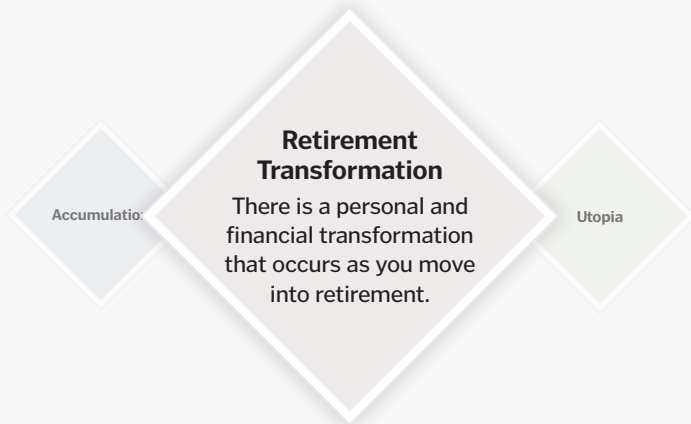 Retirement
Transformation
There is a personal and
financial transformation
that occurs as you move
into retirement.
Accumulatio
Utopia